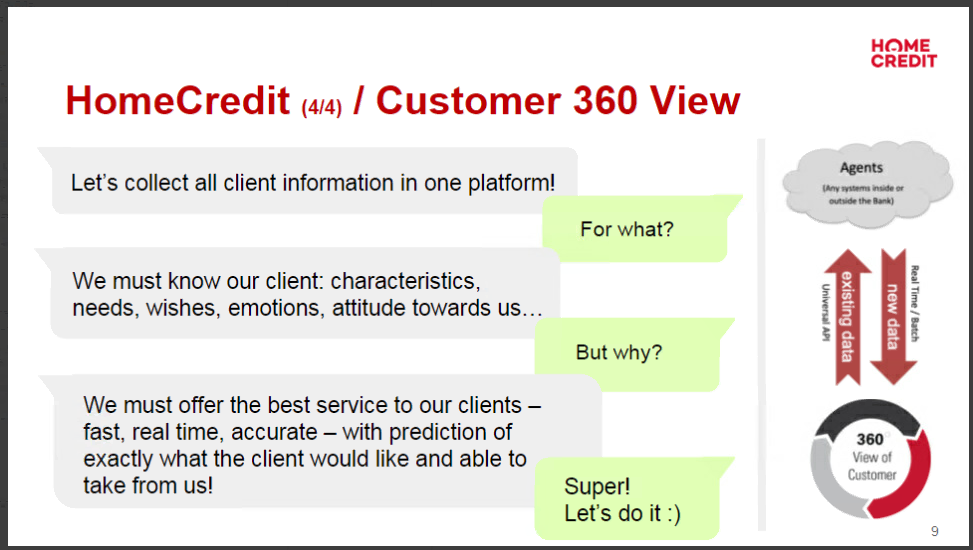 HOME
CREDIT
HomeCredit (4/4) / Customer 360 View
Let's collect all client information in one platform!
For what?
We must know our client: characteristics,
needs, wishes, emotions, attitude towards us…
But why?
We must offer the best service to our clients –
fast, real time, accurate – with prediction of
exactly what the client would like and able to
take from us!
Super!
Let's do it :)
Agents
(Any systems inside or
outside the Bank)
Universal API
existing data
new data
Real Time / Batch
360°
View of
Customer
9